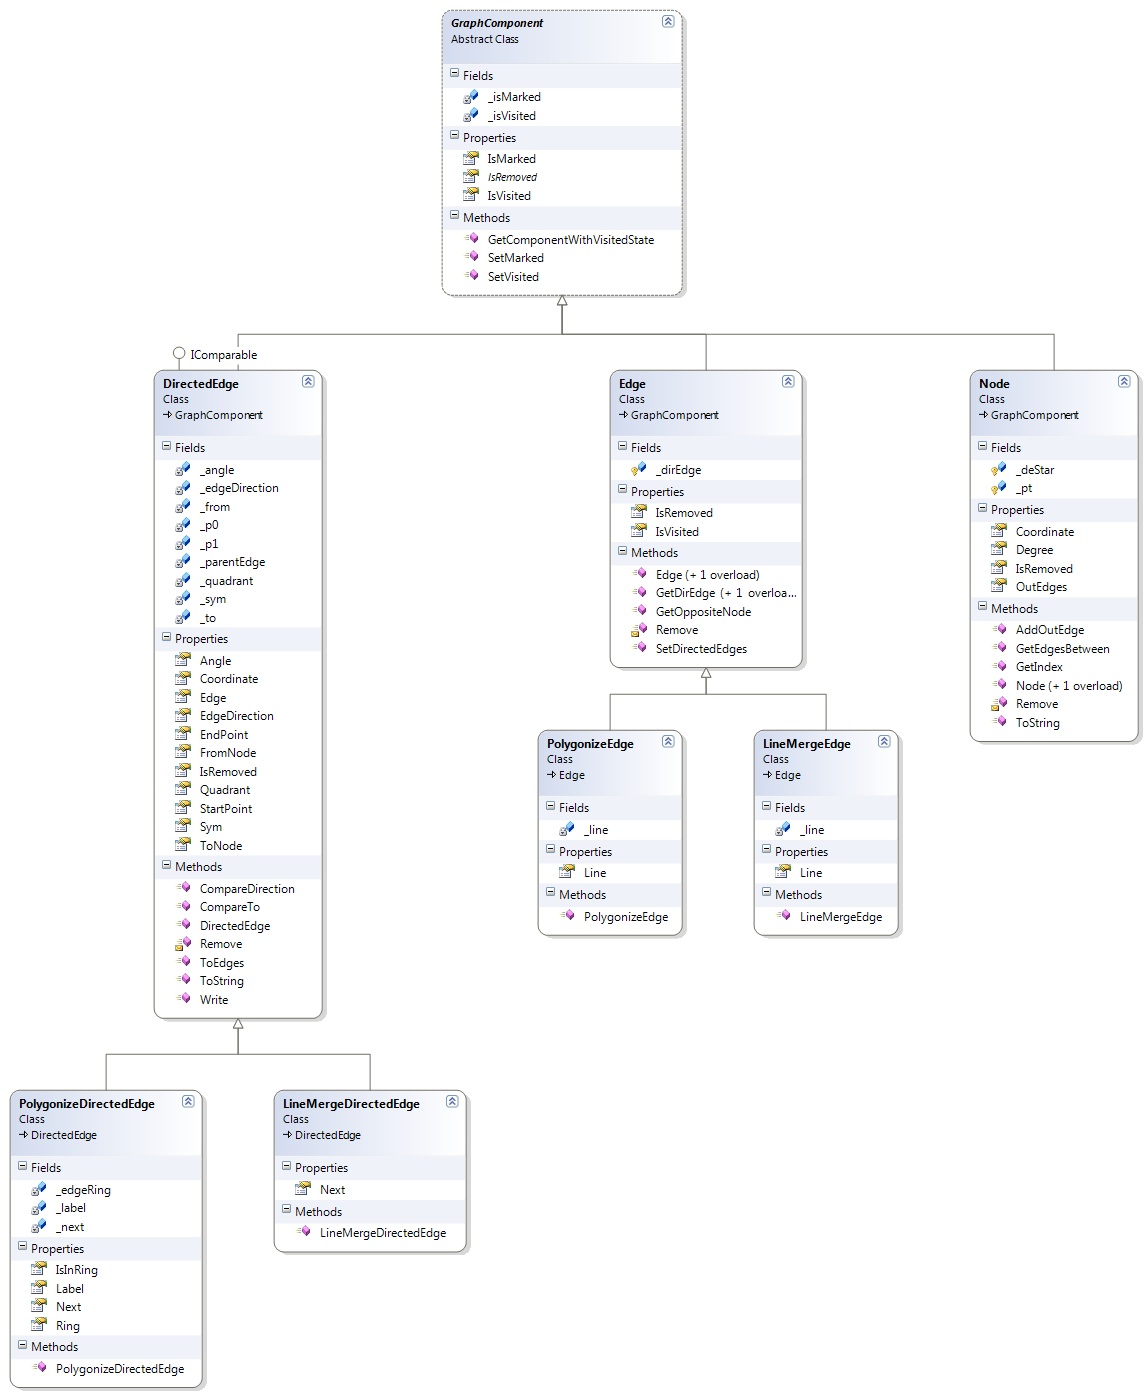 GraphComponent
Abstract Class
Fields
_isMarked
_isVisited
Properties
IsMarked
IsRemoved
IsVisited
Methods
GetComponentWithVisitedState
SetMarked
SetVisited
IComparable
DirectedEdge
Class
GraphComponent
Fields
_angle
_edgeDirection
_from
_p0
_p1
_parentEdge
_quadrant
_sym
_to
Properties
Angle
Coordinate
Edge
EdgeDirection
EndPoint
FromNode
IsRemoved
Quadrant
StartPoint
Sym
ToNode
Methods
CompareDirection
CompareTo
DirectedEdge
Remove
ToEdges
ToString
Write
Edge
Class
GraphComponent
Fields
_dirEdge
Properties
IsRemoved
IsVisited
Methods
Edge (+ 1 overload)
GetDirEdge (+ 1 overloa...
GetOppositeNode
Remove
SetDirectedEdges
Node
Class
GraphComponent
Fields
_deStar
_pt
Properties
Coordinate
Degree
IsRemoved
OutEdges
Methods
AddOutEdge
GetEdgesBetween
GetIndex
Node (+ 1 overload)
Remove
ToString
PolygonizeEdge
Class
Edge
Fields
_line
Properties
Line
Methods
PolygonizeEdge
LineMergeEdge
Class
Edge
Fields
_line
Properties
Line
Methods
LineMergeEdge
PolygonizeDirectedEdge
Class
DirectedEdge
Fields
_edgeRing
_label
_next
Properties
IsInRing
Label
Next
Ring
Methods
PolygonizeDirectedEdge
LineMergeDirectedEdge
Class
DirectedEdge
Properties
Next
Methods
LineMergeDirectedEdge